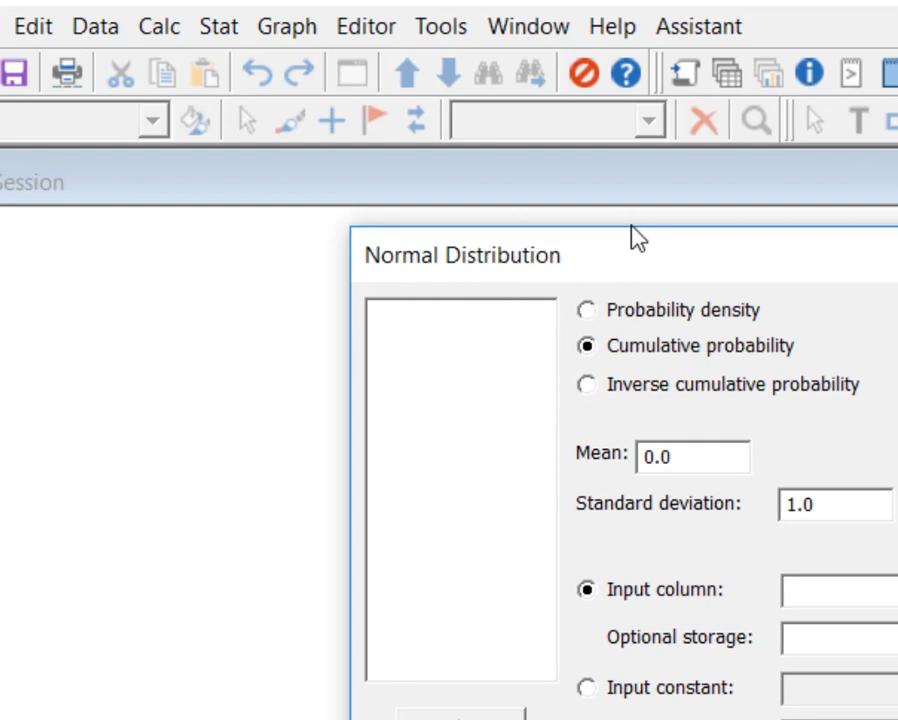 Edit Data Calc Stat Graph Editor Tools Window Help Assistant
T
Session
Normal Distribution
Probability density
Cumulative probability
Inverse cumulative probability
Mean: 0.0
Standard deviation: 1.0
Input column:
Optional storage:
Input constant: